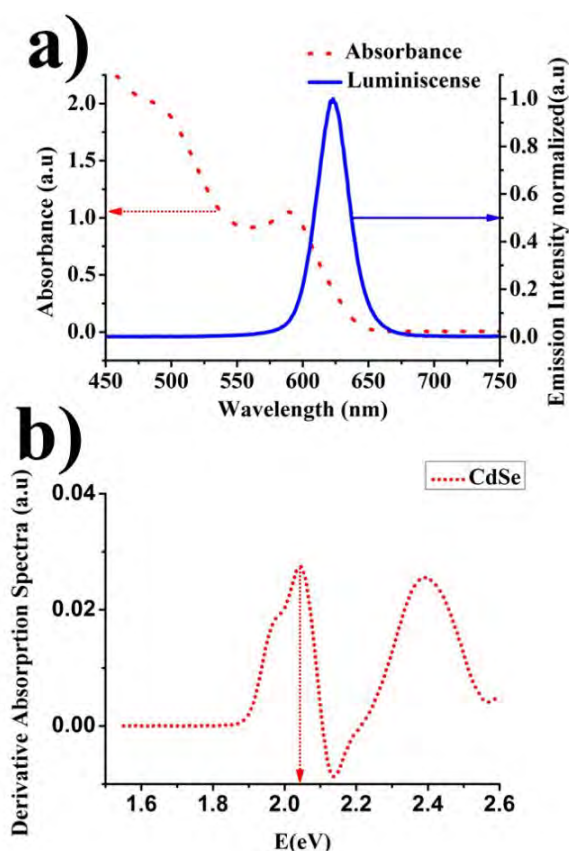 a)
Absorbance
Luminiscense
Absorbance (a.u)
2.0
1.5
1.0
0.5
0.0
1.0
0.8
0.6
0.4
0.2
0.0
Emission Intensity normalized(a.u)
450 500 550 600 650 700 750
Wavelength (nm)
b)
CdSe
Derivative Absorprtion Spectra (a.u)
0.04
0.02
0.00
1.6 1.8 2.0 2.2 2.4 2.6
E(eV)